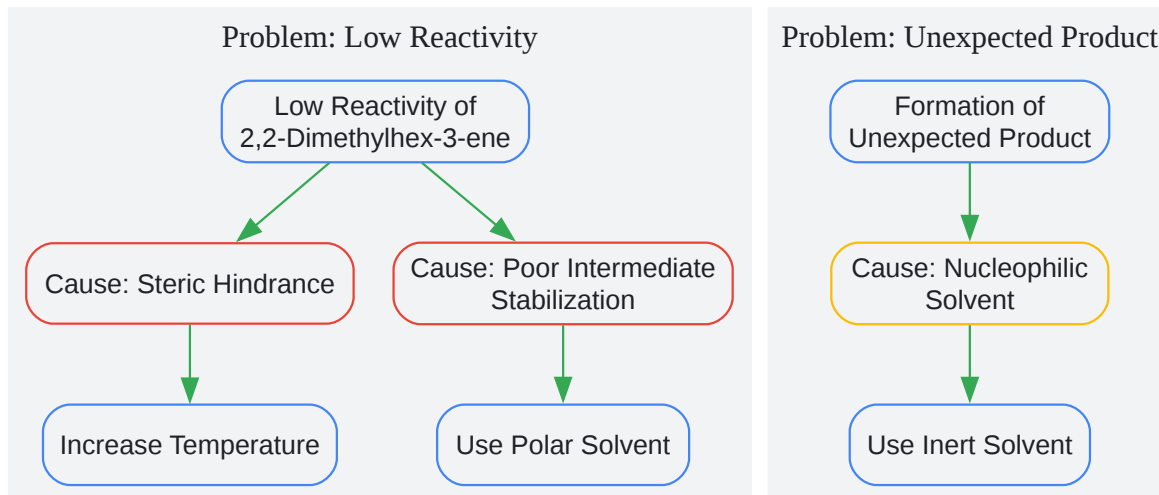 Problem: Low Reactivity
Low Reactivity of
2,2-Dimethylhex-3-ene
Cause: Steric Hindrance
Cause: Poor Intermediate
Stabilization
Increase Temperature
Use Polar Solvent
Problem: Unexpected Product
Formation of
Unexpected Product
Cause: Nucleophilic
Solvent
Use Inert Solvent